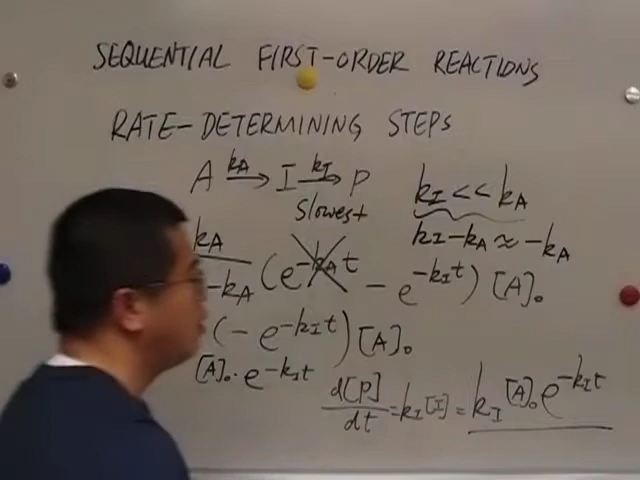 SEQUENTIAL FIRST-ORDER REACTIONS
RATE-DETERMINING STEPS
A —kA→ I —kI→ P
Slowest
kI << kA
kI-kA ≈ -kA
kA / -kA (e^-kAt - e^-kIt) [A]₀
(-e^-kIt) [A]₀
[A]₀ · e^-kIt
d[P]/dt = kI[I] = kI [A]₀ e^-kIt